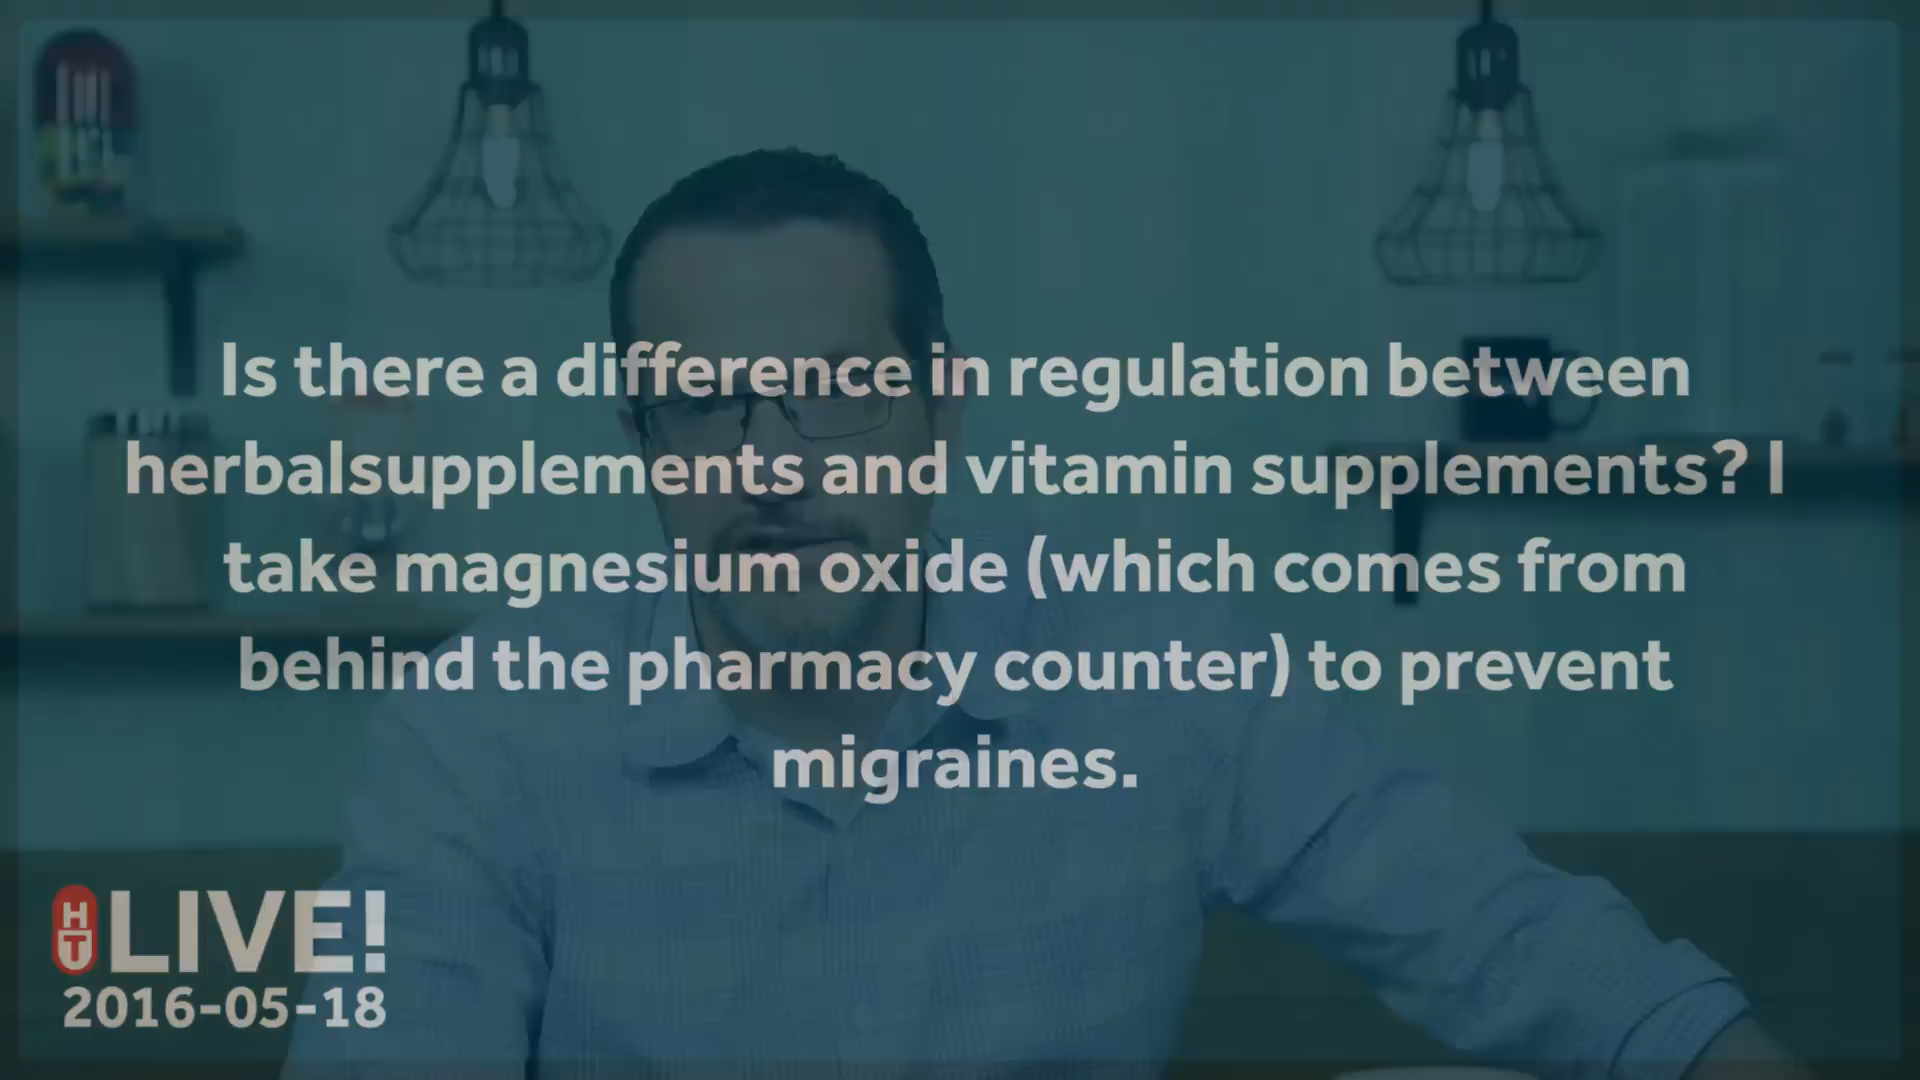 Is there a difference in regulation between
herbalsupplements and vitamin supplements? I
take magnesium oxide (which comes from
behind the pharmacy counter) to prevent
migraines.
HT LIVE!
2016-05-18